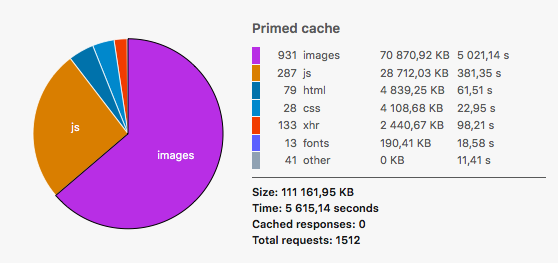 Primed cache
931 images 70 870,92 KB 5 021,14 s
287 js 28 712,03 KB 381,35 s
79 html 4 839,25 KB 61,51 s
28 css 4 108,68 KB 22,95 s
133 xhr 2 440,67 KB 98,21 s
13 fonts 190,41 KB 18,58 s
41 other 0 KB 11,41 s
js
images
Size: 111 161,95 KB
Time: 5 615,14 seconds
Cached responses: 0
Total requests: 1512